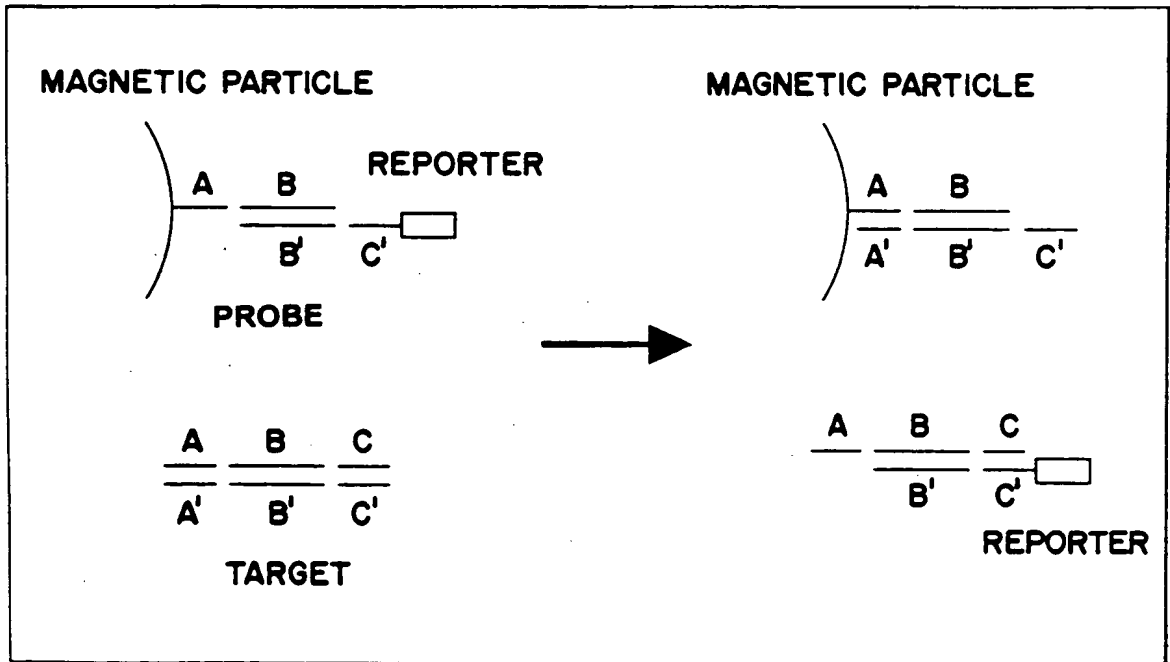 MAGNETIC PARTICLE
MAGNETIC PARTICLE
REPORTER
A B
B' C'
PROBE
A B
A' B' C'
A B C
A' B' C'
TARGET
A B C
B' C'
REPORTER